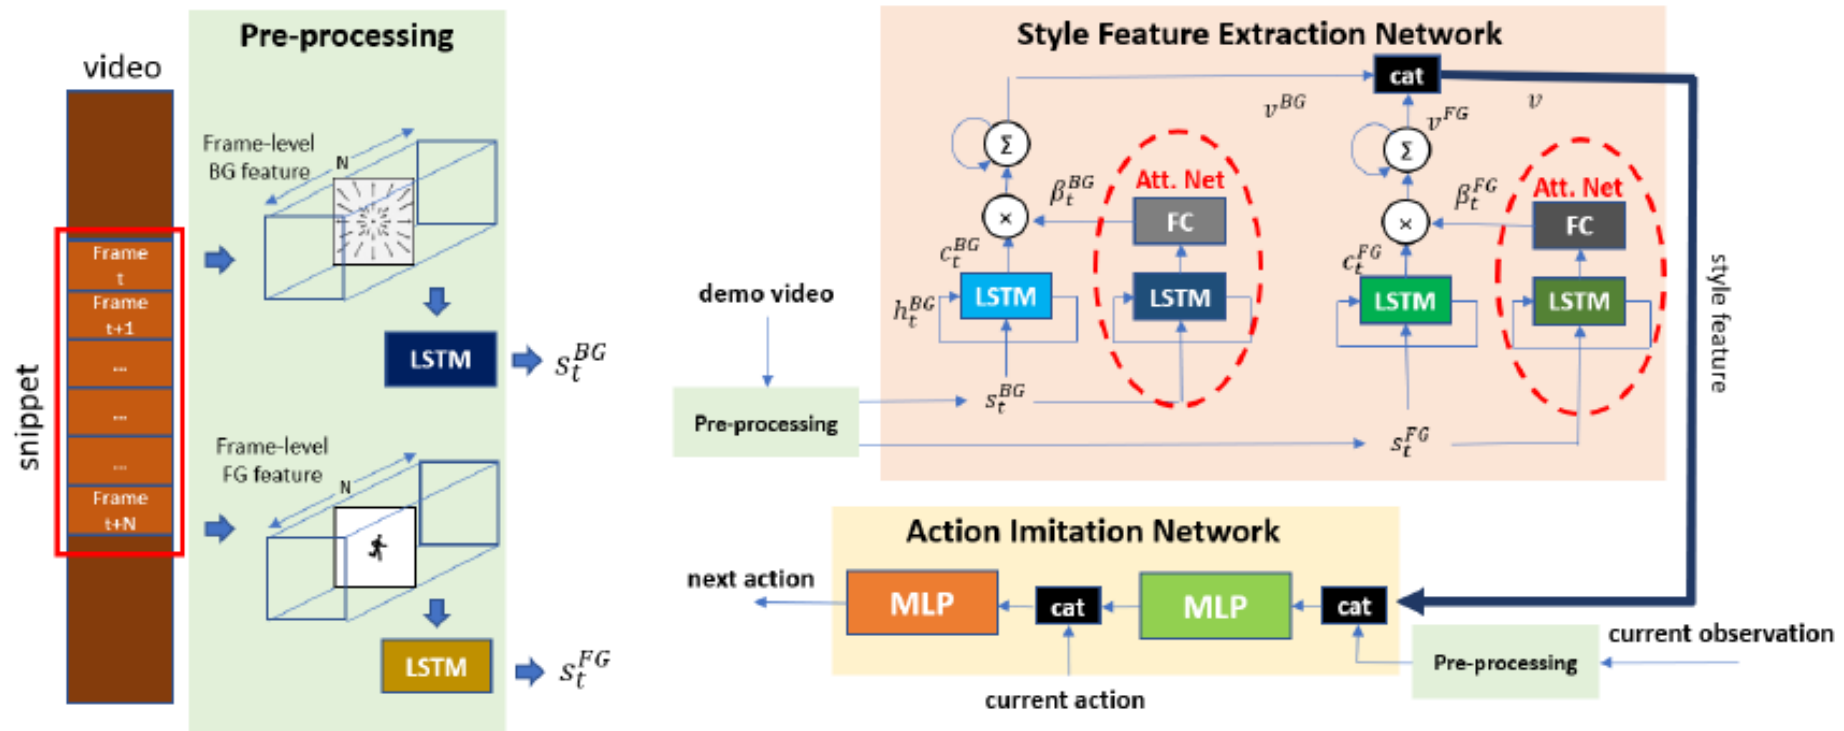 video
snippet
Frame
t
Frame
t+1
...
...
...
Frame
t+N
Pre-processing
Frame-level
BG feature
N
LSTM
s_t^{BG}
Frame-level
FG feature
N
LSTM
s_t^{FG}
demo video
Pre-processing
Style Feature Extraction Network
cat
v^{BG}
v^{FG}
v
Σ
Σ
β_t^{BG}
Att. Net
β_t^{FG}
Att. Net
×
FC
×
FC
c_t^{BG}
c_t^{FG}
h_t^{BG}
LSTM
LSTM
LSTM
LSTM
s_t^{BG}
s_t^{FG}
style feature
Action Imitation Network
next action
MLP
cat
MLP
cat
current action
Pre-processing
current observation